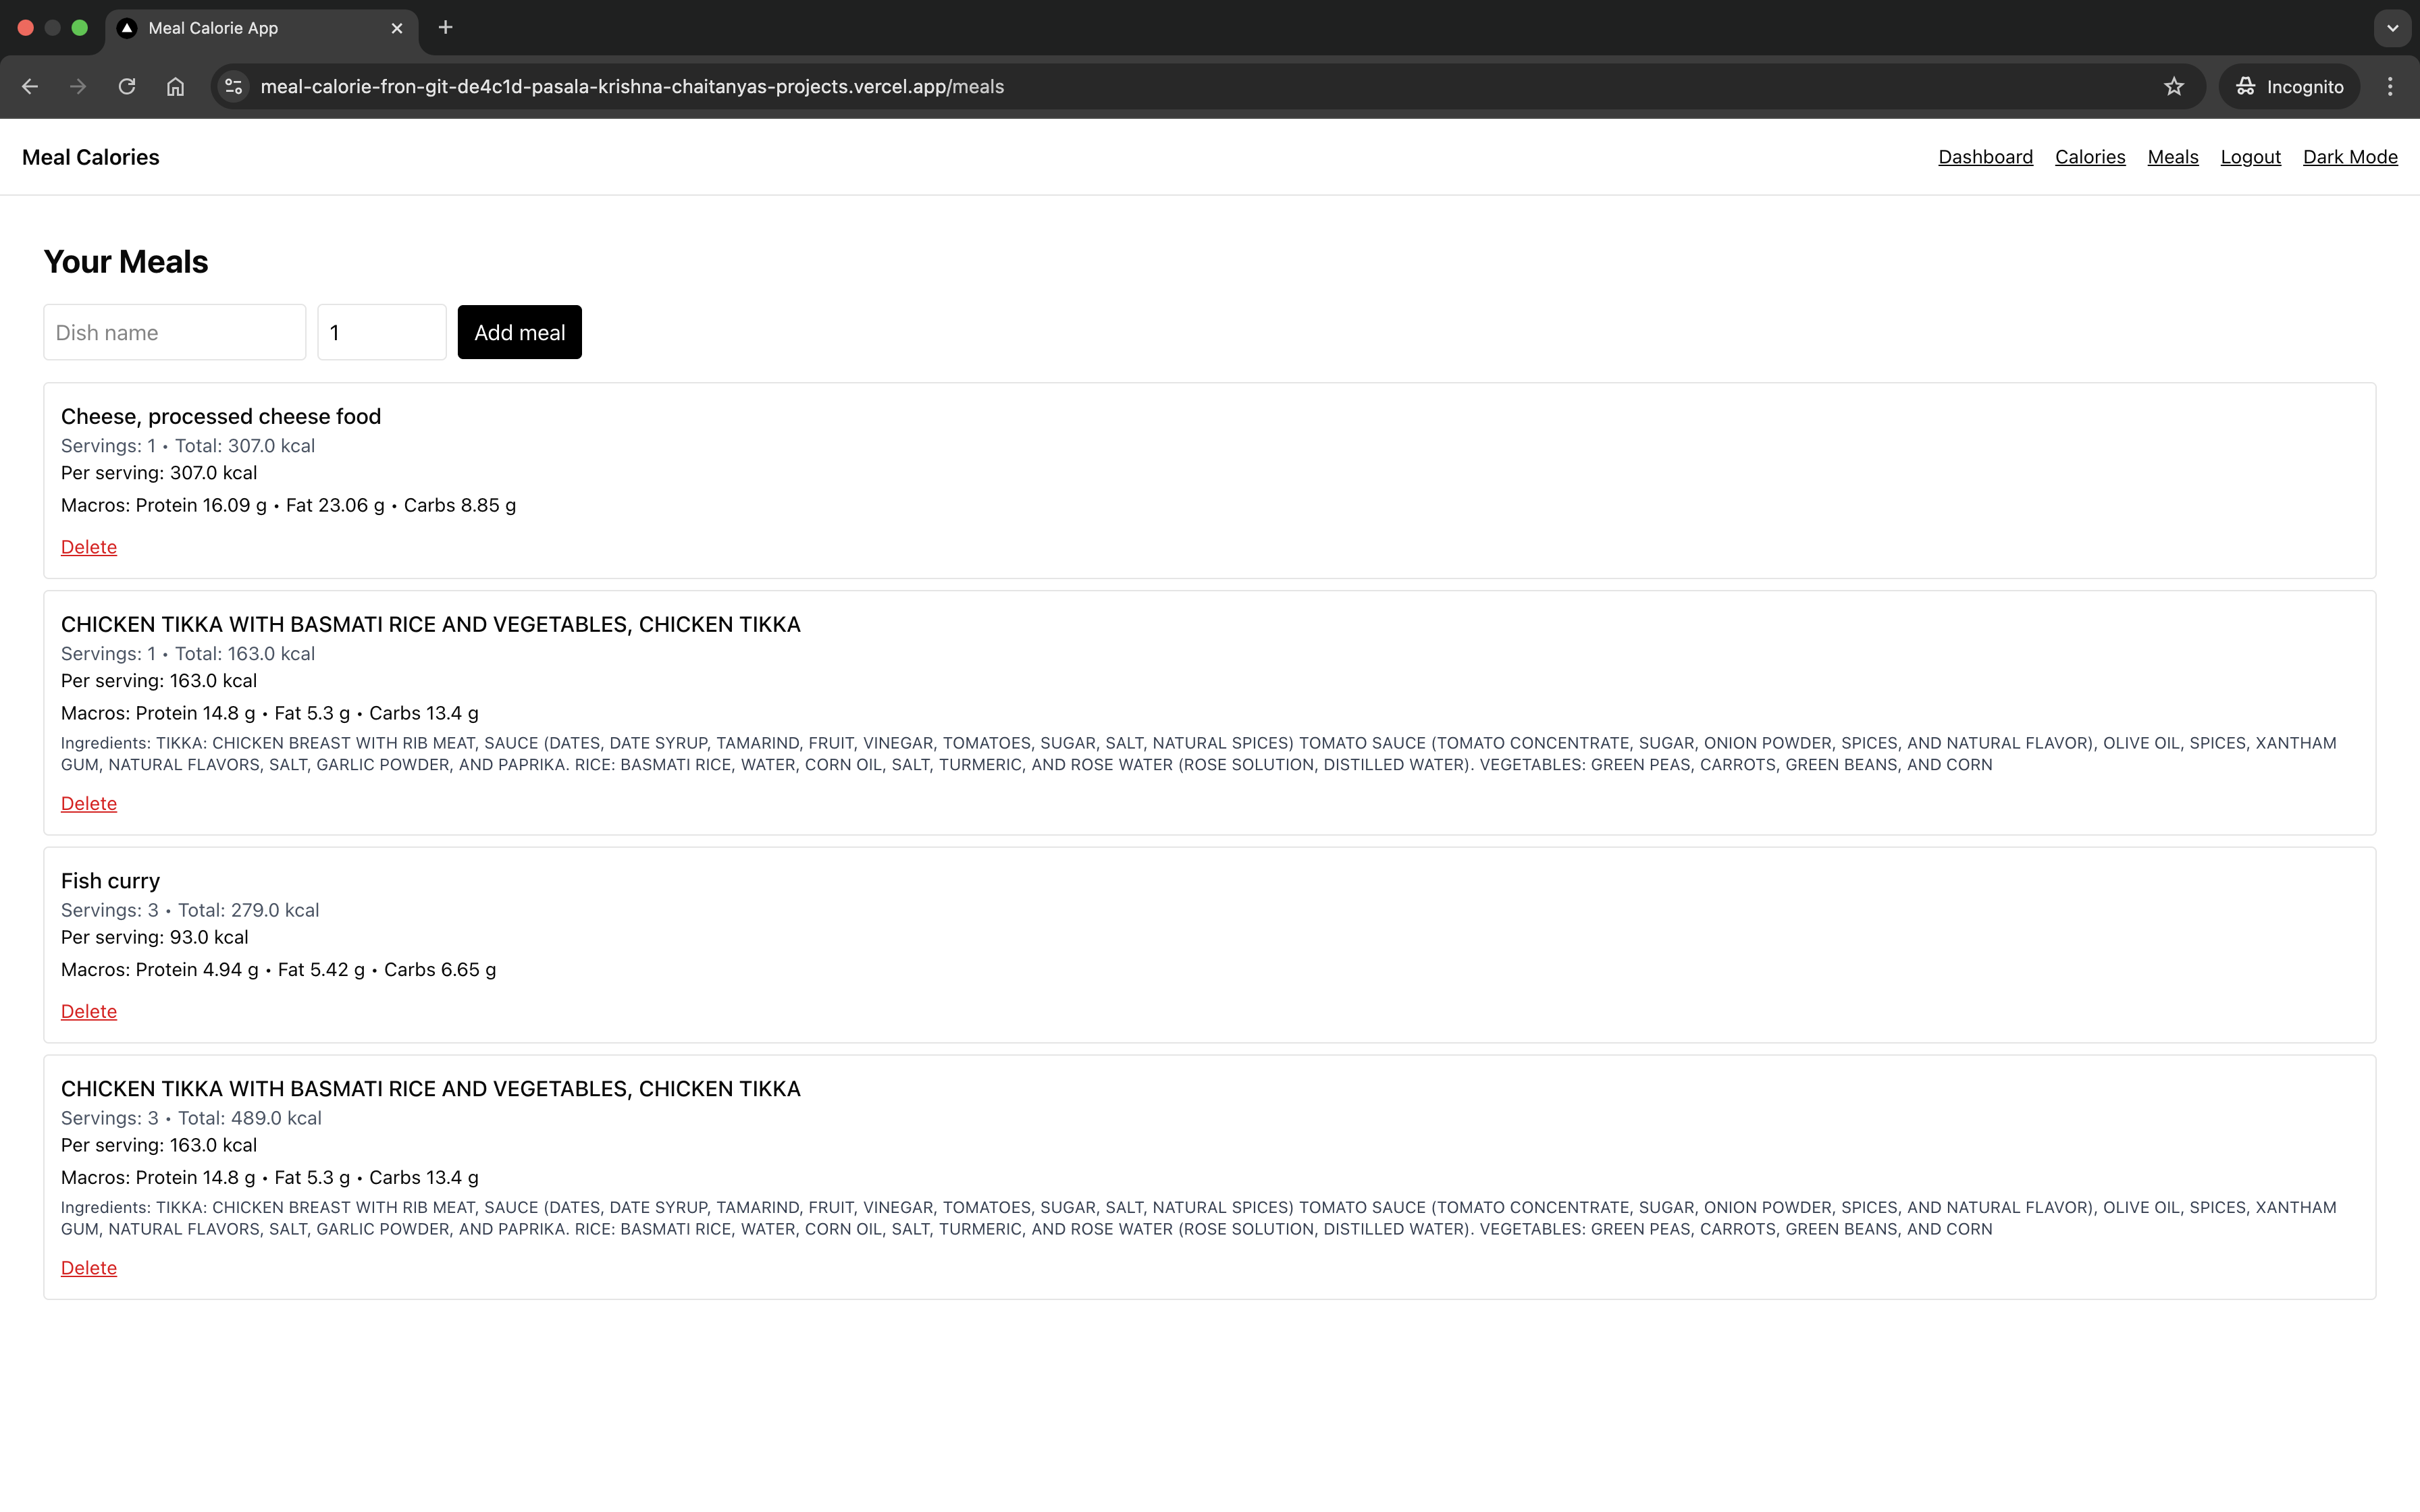 Meal Calorie App
meal-calorie-fron-git-de4c1d-pasala-krishna-chaitanyas-projects.vercel.app/meals
Incognito
Meal Calories
Dashboard Calories Meals Logout Dark Mode
Your Meals
Dish name 1 Add meal
Cheese, processed cheese food
Servings: 1 • Total: 307.0 kcal
Per serving: 307.0 kcal
Macros: Protein 16.09 g • Fat 23.06 g • Carbs 8.85 g
Delete
CHICKEN TIKKA WITH BASMATI RICE AND VEGETABLES, CHICKEN TIKKA
Servings: 1 • Total: 163.0 kcal
Per serving: 163.0 kcal
Macros: Protein 14.8 g • Fat 5.3 g • Carbs 13.4 g
Ingredients: TIKKA: CHICKEN BREAST WITH RIB MEAT, SAUCE (DATES, DATE SYRUP, TAMARIND, FRUIT, VINEGAR, TOMATOES, SUGAR, SALT, NATURAL SPICES) TOMATO SAUCE (TOMATO CONCENTRATE, SUGAR, ONION POWDER, SPICES, AND NATURAL FLAVOR), OLIVE OIL, SPICES, XANTHAM
GUM, NATURAL FLAVORS, SALT, GARLIC POWDER, AND PAPRIKA. RICE: BASMATI RICE, WATER, CORN OIL, SALT, TURMERIC, AND ROSE WATER (ROSE SOLUTION, DISTILLED WATER). VEGETABLES: GREEN PEAS, CARROTS, GREEN BEANS, AND CORN
Delete
Fish curry
Servings: 3 • Total: 279.0 kcal
Per serving: 93.0 kcal
Macros: Protein 4.94 g • Fat 5.42 g • Carbs 6.65 g
Delete
CHICKEN TIKKA WITH BASMATI RICE AND VEGETABLES, CHICKEN TIKKA
Servings: 3 • Total: 489.0 kcal
Per serving: 163.0 kcal
Macros: Protein 14.8 g • Fat 5.3 g • Carbs 13.4 g
Ingredients: TIKKA: CHICKEN BREAST WITH RIB MEAT, SAUCE (DATES, DATE SYRUP, TAMARIND, FRUIT, VINEGAR, TOMATOES, SUGAR, SALT, NATURAL SPICES) TOMATO SAUCE (TOMATO CONCENTRATE, SUGAR, ONION POWDER, SPICES, AND NATURAL FLAVOR), OLIVE OIL, SPICES, XANTHAM
GUM, NATURAL FLAVORS, SALT, GARLIC POWDER, AND PAPRIKA. RICE: BASMATI RICE, WATER, CORN OIL, SALT, TURMERIC, AND ROSE WATER (ROSE SOLUTION, DISTILLED WATER). VEGETABLES: GREEN PEAS, CARROTS, GREEN BEANS, AND CORN
Delete